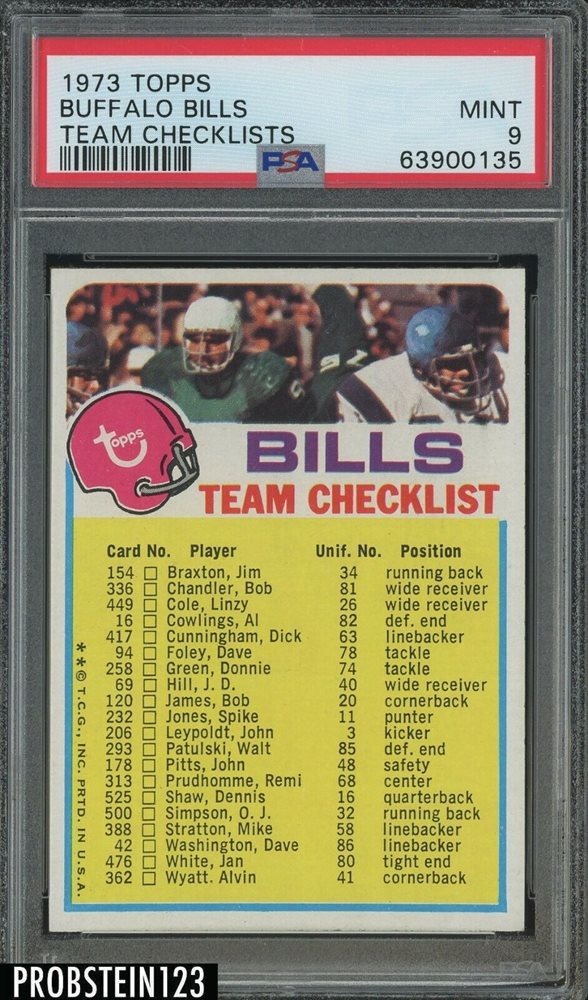 1973 TOPPS
BUFFALO BILLS MINT
TEAM CHECKLISTS 9
PSA 63900135
topps
BILLS
TEAM CHECKLIST
Card No. Player Unif. No. Position
154 □ Braxton, Jim 34 running back
336 □ Chandler, Bob 81 wide receiver
449 □ Cole, Linzy 26 wide receiver
16 □ Cowlings, Al 82 def. end
417 □ Cunningham, Dick 63 linebacker
94 □ Foley, Dave 78 tackle
258 □ Green, Donnie 74 tackle
69 □ Hill, J. D. 40 wide receiver
120 □ James, Bob 20 cornerback
232 □ Jones, Spike 11 punter
206 □ Leypoldt, John 3 kicker
293 □ Patulski, Walt 85 def. end
178 □ Pitts, John 48 safety
313 □ Prudhomme, Remi 68 center
525 □ Shaw, Dennis 16 quarterback
500 □ Simpson, O. J. 32 running back
388 □ Stratton, Mike 58 linebacker
42 □ Washington, Dave 86 linebacker
476 □ White, Jan 80 tight end
362 □ Wyatt. Alvin 41 cornerback
**© T.C.G., INC. PRTD. IN U.S.A.
PROBSTEIN123